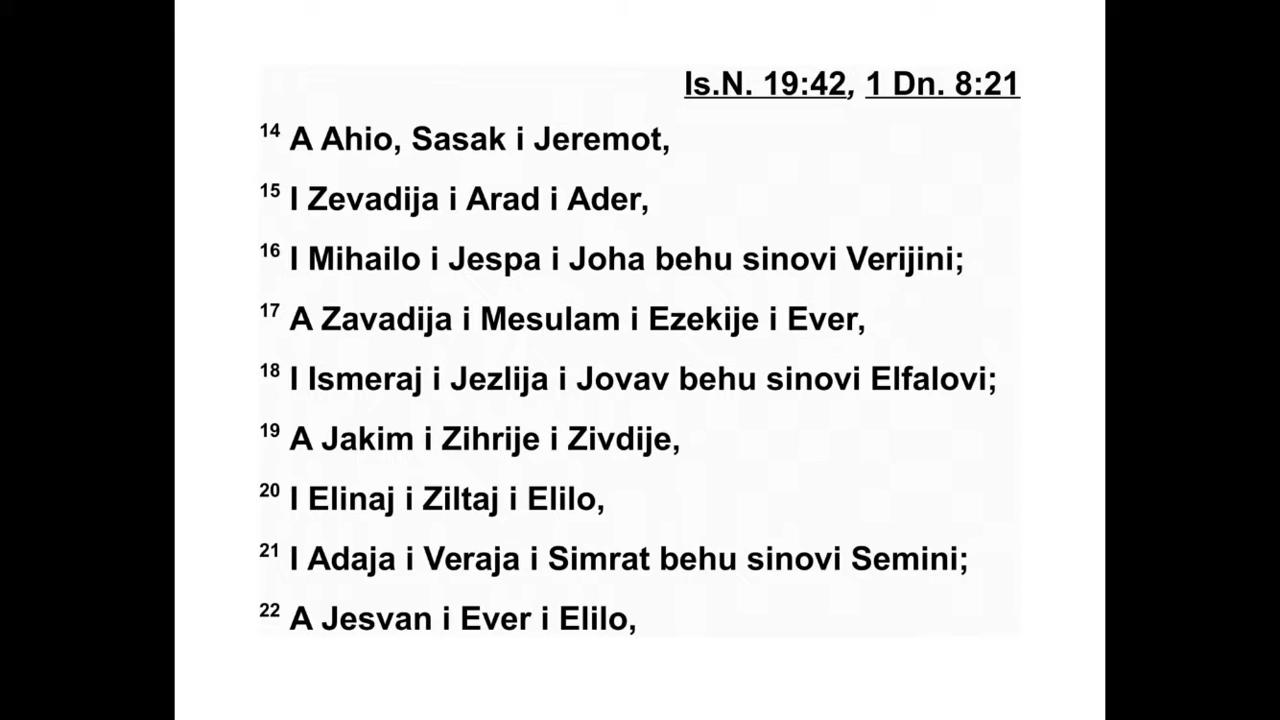 Is.N. 19:42, 1 Dn. 8:21
14 A Ahio, Sasak i Jeremot,
15 I Zevadija i Arad i Ader,
16 I Mihailo i Jespa i Joha behu sinovi Verijini;
17 A Zavadija i Mesulam i Ezekije i Ever,
18 I Ismeraj i Jezlija i Jovav behu sinovi Elfalovi;
19 A Jakim i Zihrije i Zivdije,
20 I Elinaj i Ziltaj i Elilo,
21 I Adaja i Veraja i Simrat behu sinovi Semini;
22 A Jesvan i Ever i Elilo,